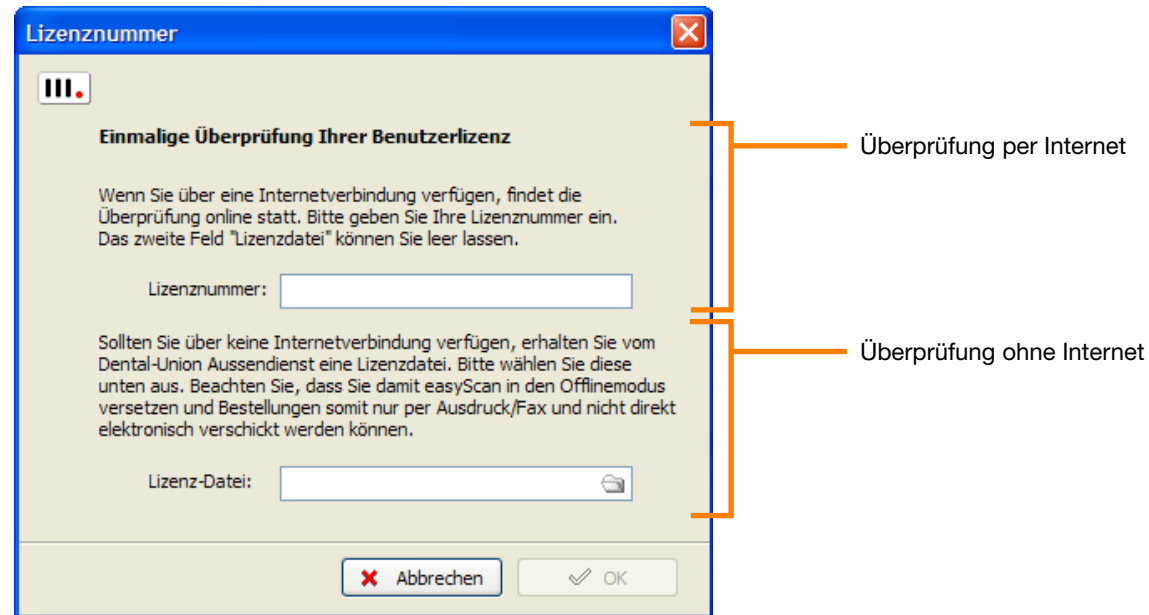 Lizenznummer
III.
Einmalige Überprüfung Ihrer Benutzerlizenz
Überprüfung per Internet
Wenn Sie über eine Internetverbindung verfügen, findet die
Überprüfung online statt. Bitte geben Sie Ihre Lizenznummer ein.
Das zweite Feld "Lizenzdatei" können Sie leer lassen.
Lizenznummer:
Sollten Sie über keine Internetverbindung verfügen, erhalten Sie vom
Dental-Union Aussendienst eine Lizenzdatei. Bitte wählen Sie diese
unten aus. Beachten Sie, dass Sie damit easyScan in den Offlinemodus
versetzen und Bestellungen somit nur per Ausdruck/Fax und nicht direkt
elektronisch verschickt werden können.
Überprüfung ohne Internet
Lizenz-Datei:
Abbrechen
OK